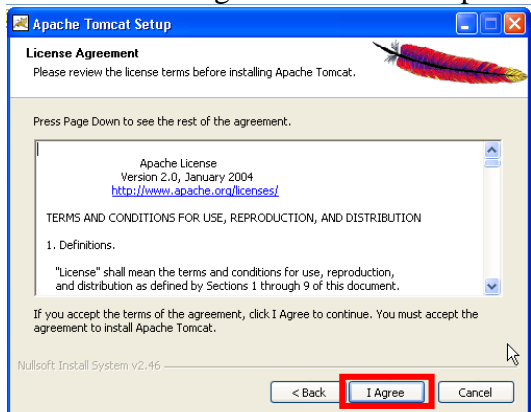 Apache Tomcat Setup
License Agreement
Please review the license terms before installing Apache Tomcat.
Press Page Down to see the rest of the agreement.
Apache License
Version 2.0, January 2004
http://www.apache.org/licenses/
TERMS AND CONDITIONS FOR USE, REPRODUCTION, AND DISTRIBUTION
1. Definitions.
"License" shall mean the terms and conditions for use, reproduction,
and distribution as defined by Sections 1 through 9 of this document.
If you accept the terms of the agreement, click I Agree to continue. You must accept the
agreement to install Apache Tomcat.
Nullsoft Install System v2.46
< Back I Agree Cancel